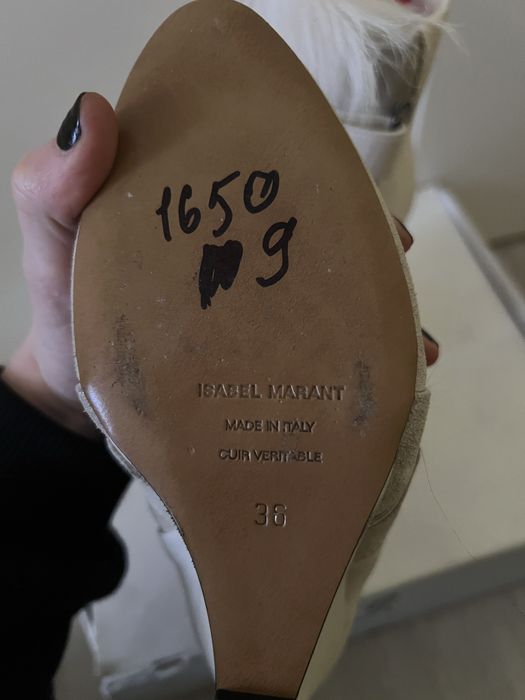 1650
9
ISABEL MARANT
MADE IN ITALY
CUIR VERITABLE
36